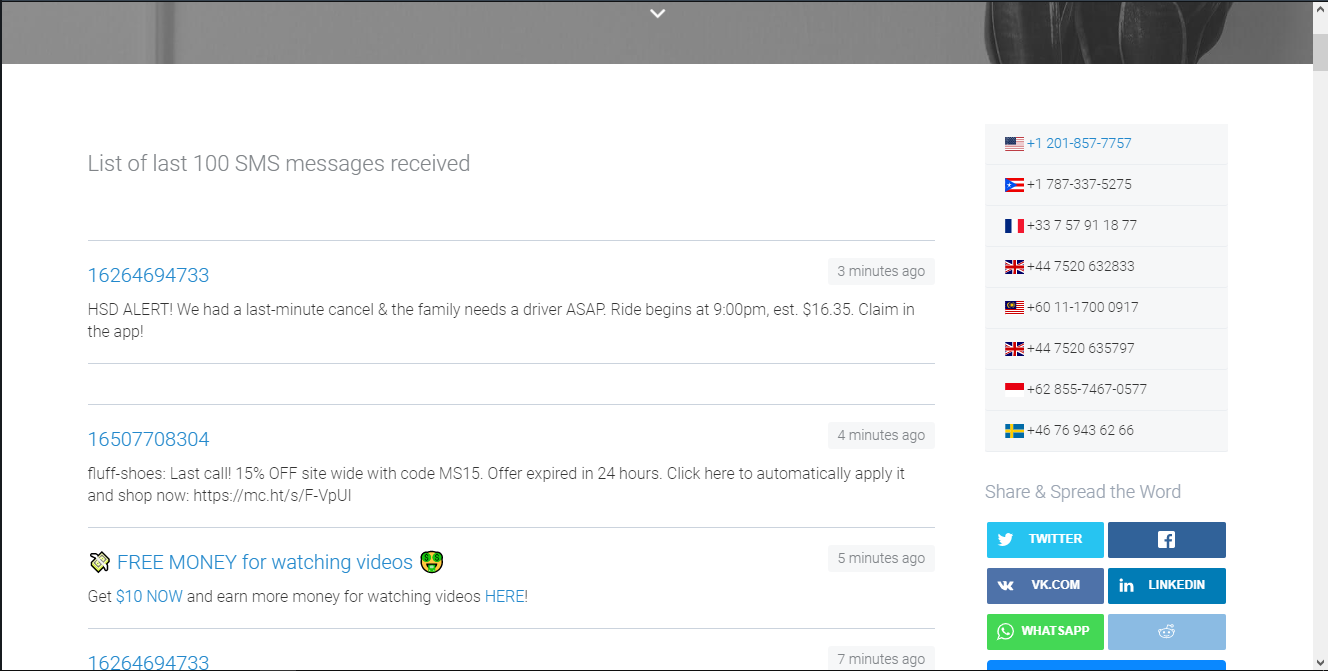 List of last 100 SMS messages received
16264694733
3 minutes ago
HSD ALERT! We had a last-minute cancel & the family needs a driver ASAP. Ride begins at 9:00pm, est. $16.35. Claim in
the app!
16507708304
4 minutes ago
fluff-shoes: Last call! 15% OFF site wide with code MS15. Offer expired in 24 hours. Click here to automatically apply it
and shop now: https://mc.ht/s/F-VpUI
FREE MONEY for watching videos
5 minutes ago
Get $10 NOW and earn more money for watching videos HERE!
16264694733
7 minutes ago
+1 201-857-7757
+1 787-337-5275
+33 7 57 91 18 77
+44 7520 632833
+60 11-1700 0917
+44 7520 635797
+62 855-7467-0577
+46 76 943 62 66
Share & Spread the Word
TWITTER
VK.COM
LINKEDIN
WHATSAPP